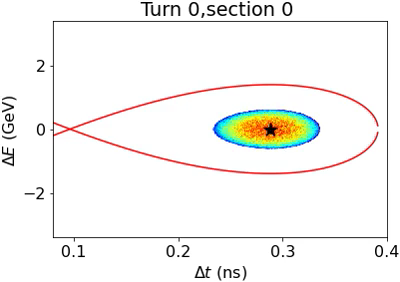 Turn 0,section 0
2
0
−2
ΔE (GeV)
0.1 0.2 0.3 0.4
Δt (ns)